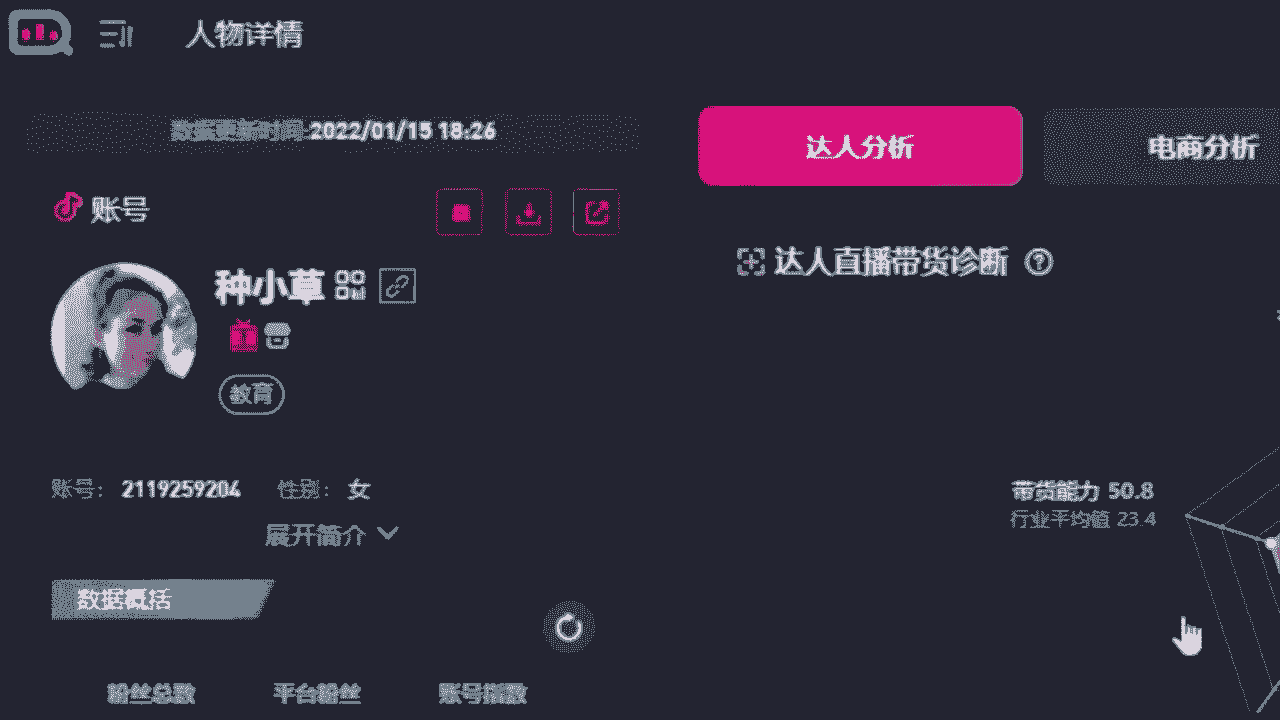 人物详情
数据更新时间 2022/01/15 18:26
达人分析
电商分析
账号
达人直播带货诊断
种小草
教育
账号： 2119259204 性别： 女
带货能力 50.8
行业平均值 23.4
展开简介
数据概括
粉丝总数 平台粉丝 账号指数